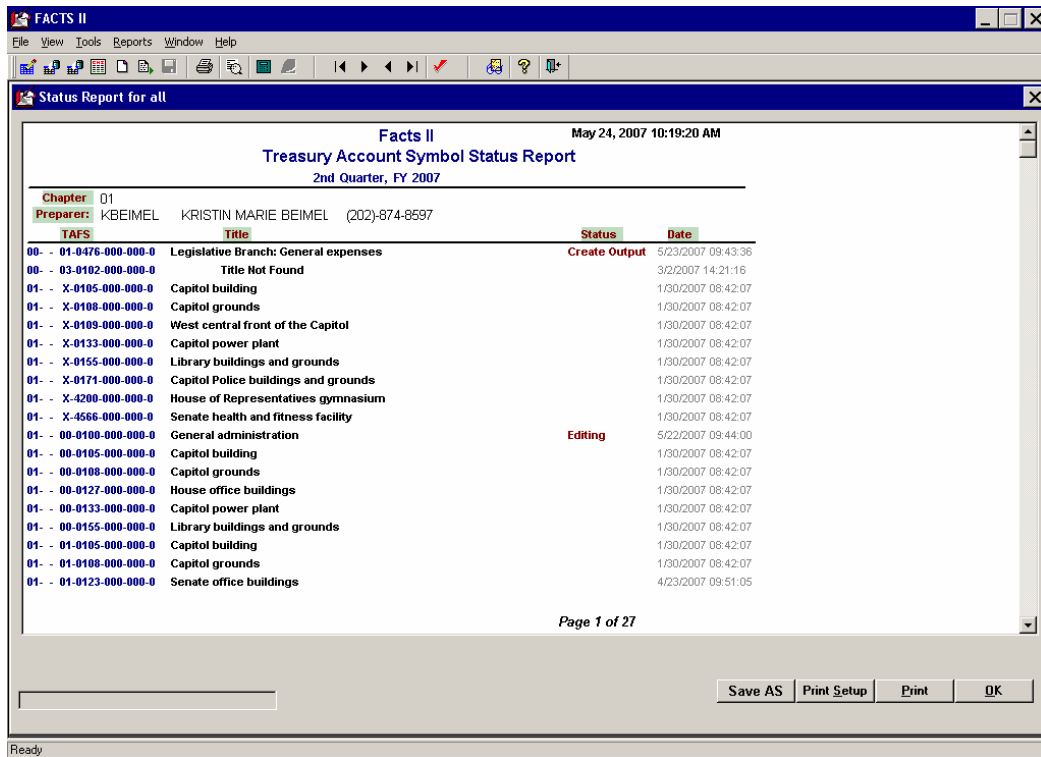 FACTS II
File View Tools Reports Window Help
Status Report for all
Facts II May 24, 2007 10:19:20 AM
Treasury Account Symbol Status Report
2nd Quarter, FY 2007
Chapter 01
Preparer: KBEIMEL KRISTIN MARIE BEIMEL (202)-874-8597
TAFS Title Status Date
00- - 01-0476-000-000-0 Legislative Branch: General expenses Create Output 5/23/2007 09:43:36
00- - 03-0102-000-000-0 Title Not Found 3/2/2007 14:21:16
01- - X-0105-000-000-0 Capitol building 1/30/2007 08:42:07
01- - X-0108-000-000-0 Capitol grounds 1/30/2007 08:42:07
01- - X-0109-000-000-0 West central front of the Capitol 1/30/2007 08:42:07
01- - X-0133-000-000-0 Capitol power plant 1/30/2007 08:42:07
01- - X-0155-000-000-0 Library buildings and grounds 1/30/2007 08:42:07
01- - X-0171-000-000-0 Capitol Police buildings and grounds 1/30/2007 08:42:07
01- - X-4200-000-000-0 House of Representatives gymnasium 1/30/2007 08:42:07
01- - X-4566-000-000-0 Senate health and fitness facility 1/30/2007 08:42:07
01- - 00-0100-000-000-0 General administration Editing 5/22/2007 09:44:00
01- - 00-0105-000-000-0 Capitol building 1/30/2007 08:42:07
01- - 00-0108-000-000-0 Capitol grounds 1/30/2007 08:42:07
01- - 00-0127-000-000-0 House office buildings 1/30/2007 08:42:07
01- - 00-0133-000-000-0 Capitol power plant 1/30/2007 08:42:07
01- - 00-0155-000-000-0 Library buildings and grounds 1/30/2007 08:42:07
01- - 01-0105-000-000-0 Capitol building 1/30/2007 08:42:07
01- - 01-0108-000-000-0 Capitol grounds 1/30/2007 08:42:07
01- - 01-0123-000-000-0 Senate office buildings 4/23/2007 09:51:05
Page 1 of 27
Save AS Print Setup Print OK
Ready